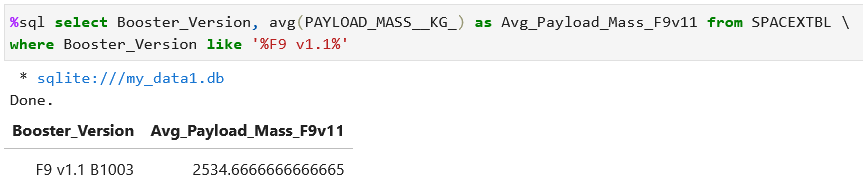 %sql select Booster_Version, avg(PAYLOAD_MASS__KG_) as Avg_Payload_Mass_F9v11 from SPACEXTBL \
where Booster_Version like '%F9 v1.1%'
* sqlite:///my_data1.db
Done.
Booster_Version Avg_Payload_Mass_F9v11
F9 v1.1 B1003 2534.6666666666665